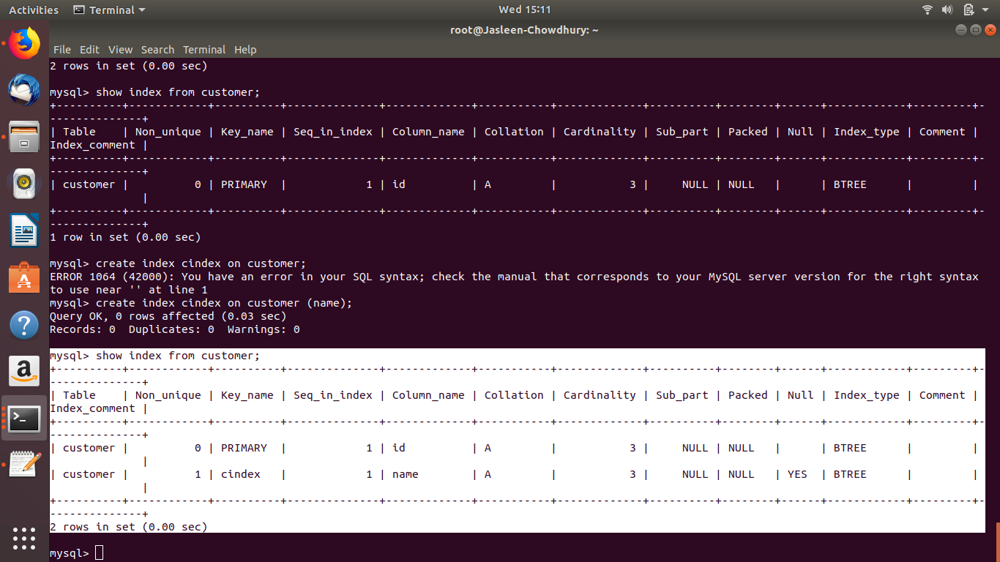 Activities Terminal Wed 15:11
root@Jasleen-Chowdhury: ~
File Edit View Search Terminal Help
2 rows in set (0.00 sec)
mysql> show index from customer;
+----------+------------+----------+--------------+-------------+-----------+-------------+----------+--------+------+------------+---------+-
--------------+
| Table    | Non_unique | Key_name | Seq_in_index | Column_name | Collation | Cardinality | Sub_part | Packed | Null | Index_type | Comment |
Index_comment |
+----------+------------+----------+--------------+-------------+-----------+-------------+----------+--------+------+------------+---------+-
--------------+
| customer |          0 | PRIMARY  |            1 | id          | A         |           3 |     NULL | NULL   |      | BTREE      |         |
              |
+----------+------------+----------+--------------+-------------+-----------+-------------+----------+--------+------+------------+---------+-
--------------+
1 row in set (0.00 sec)
mysql> create index cindex on customer;
ERROR 1064 (42000): You have an error in your SQL syntax; check the manual that corresponds to your MySQL server version for the right syntax
to use near '' at line 1
mysql> create index cindex on customer (name);
Query OK, 0 rows affected (0.03 sec)
Records: 0  Duplicates: 0  Warnings: 0
mysql> show index from customer;
+----------+------------+----------+--------------+-------------+-----------+-------------+----------+--------+------+------------+---------+-
--------------+
| Table    | Non_unique | Key_name | Seq_in_index | Column_name | Collation | Cardinality | Sub_part | Packed | Null | Index_type | Comment |
Index_comment |
+----------+------------+----------+--------------+-------------+-----------+-------------+----------+--------+------+------------+---------+-
--------------+
| customer |          0 | PRIMARY  |            1 | id          | A         |           3 |     NULL | NULL   |      | BTREE      |         |
              |
| customer |          1 | cindex   |            1 | name        | A         |           3 |     NULL | NULL   | YES  | BTREE      |         |
              |
+----------+------------+----------+--------------+-------------+-----------+-------------+----------+--------+------+------------+---------+-
--------------+
2 rows in set (0.00 sec)
mysql>